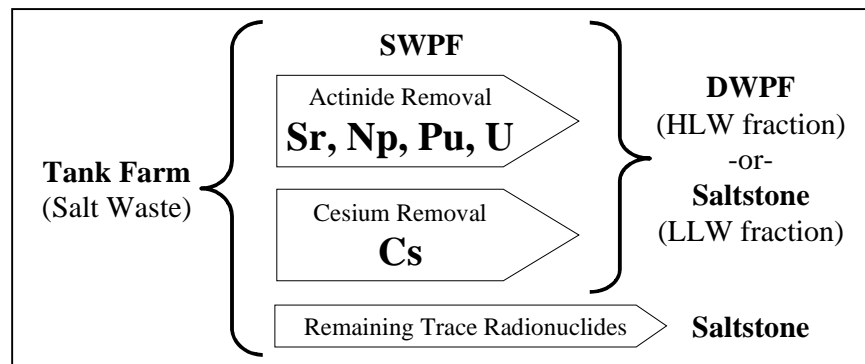 SWPF
Actinide Removal
Sr, Np, Pu, U
Tank Farm
(Salt Waste)
Cesium Removal
Cs
DWPF
(HLW fraction)
-or-
Saltstone
(LLW fraction)
Remaining Trace Radionuclides
Saltstone